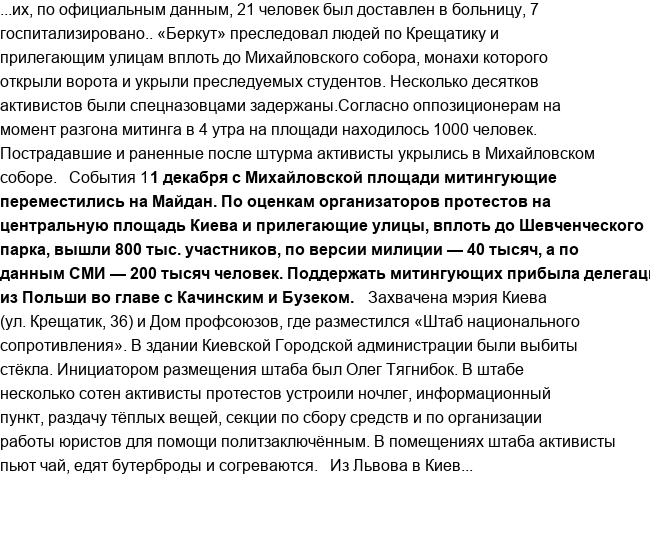 ...их, по официальным данным, 21 человек был доставлен в больницу, 7
госпитализировано.. «Беркут» преследовал людей по Крещатику и
прилегающим улицам вплоть до Михайловского собора, монахи которого
открыли ворота и укрыли преследуемых студентов. Несколько десятков
активистов были спецназовцами задержаны.Согласно оппозиционерам на
момент разгона митинга в 4 утра на площади находилось 1000 человек.
Пострадавшие и раненные после штурма активисты укрылись в Михайловском
соборе. События 11 декабря с Михайловской площади митингующие
переместились на Майдан. По оценкам организаторов протестов на
центральную площадь Киева и прилегающие улицы, вплоть до Шевченческого
парка, вышли 800 тыс. участников, по версии милиции — 40 тысяч, а по
данным СМИ — 200 тысяч человек. Поддержать митингующих прибыла делегац
из Польши во главе с Качинским и Бузеком. Захвачена мэрия Киева
(ул. Крещатик, 36) и Дом профсоюзов, где разместился «Штаб национального
сопротивления». В здании Киевской Городской администрации были выбиты
стёкла. Инициатором размещения штаба был Олег Тягнибок. В штабе
несколько сотен активисты протестов устроили ночлег, информационный
пункт, раздачу тёплых вещей, секции по сбору средств и по организации
работы юристов для помощи политзаключённым. В помещениях штаба активисты
пьют чай, едят бутерброды и согреваются. Из Львова в Киев...